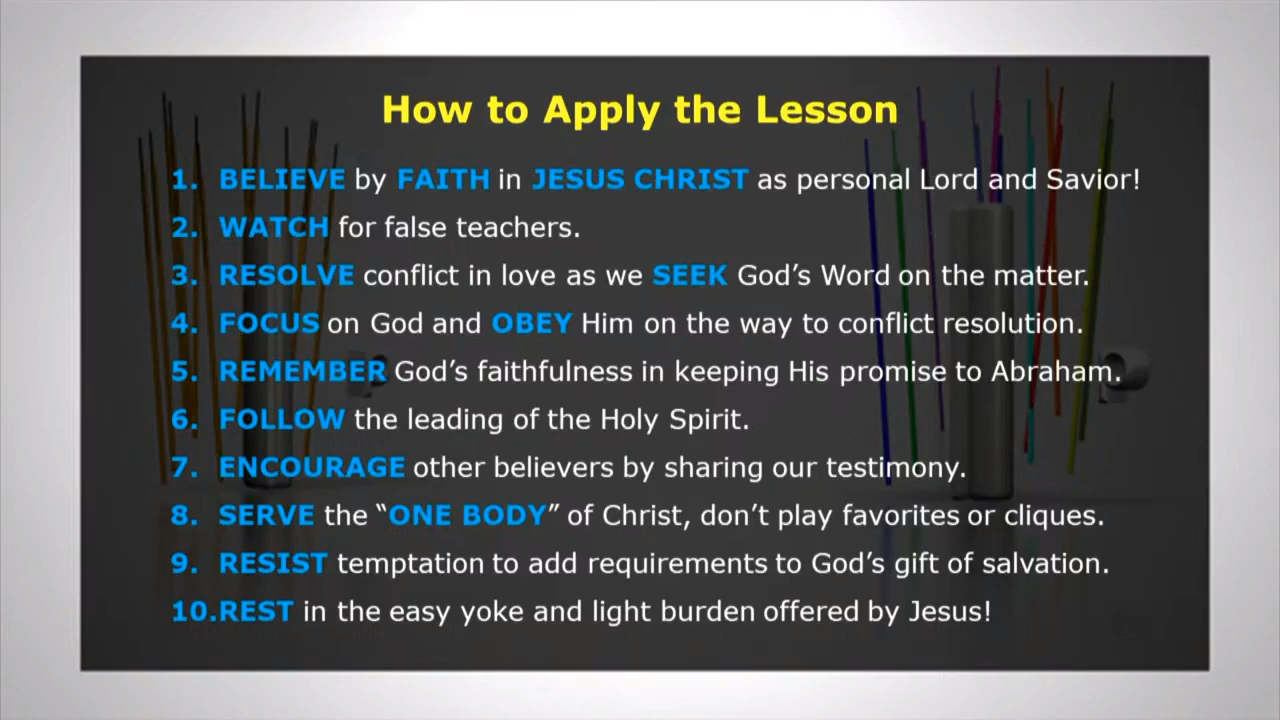 How to Apply the Lesson
1. BELIEVE by FAITH in JESUS CHRIST as personal Lord and Savior!
2. WATCH for false teachers.
3. RESOLVE conflict in love as we SEEK God’s Word on the matter.
4. FOCUS on God and OBEY Him on the way to conflict resolution.
5. REMEMBER God’s faithfulness in keeping His promise to Abraham.
6. FOLLOW the leading of the Holy Spirit.
7. ENCOURAGE other believers by sharing our testimony.
8. SERVE the “ONE BODY” of Christ, don’t play favorites or cliques.
9. RESIST temptation to add requirements to God’s gift of salvation.
10.REST in the easy yoke and light burden offered by Jesus!